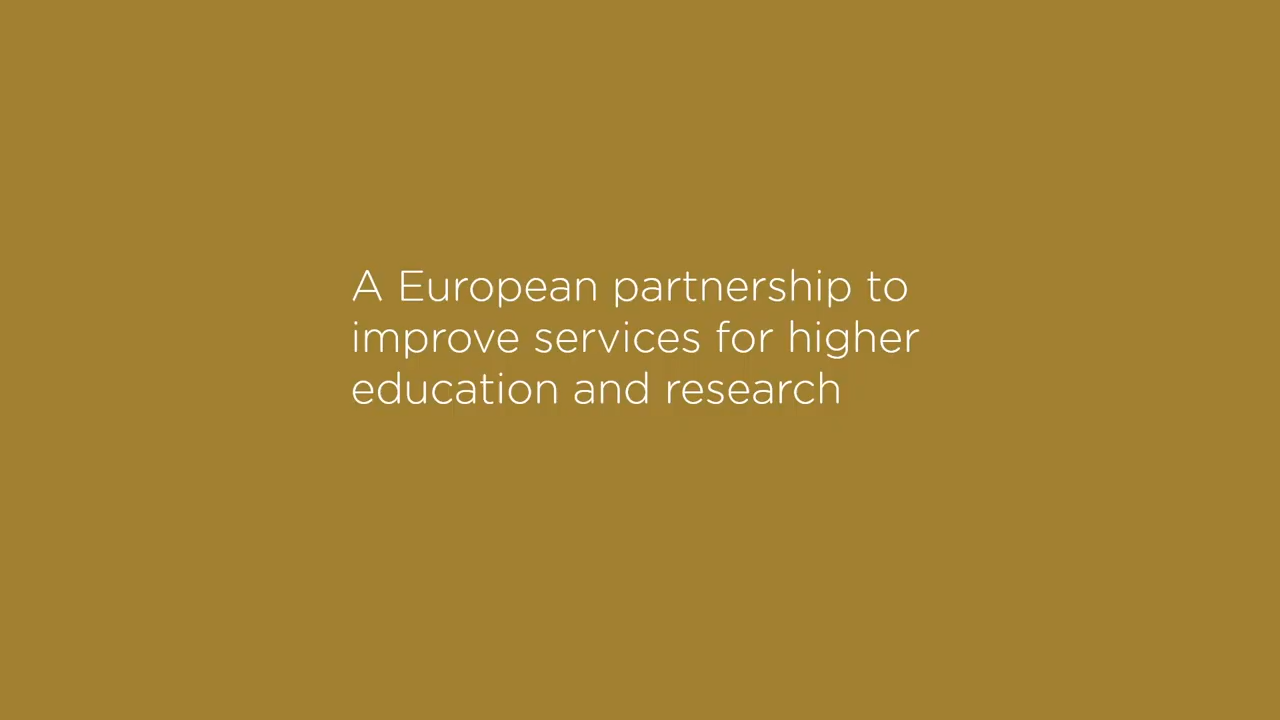 A European partnership to
improve services for higher
education and research